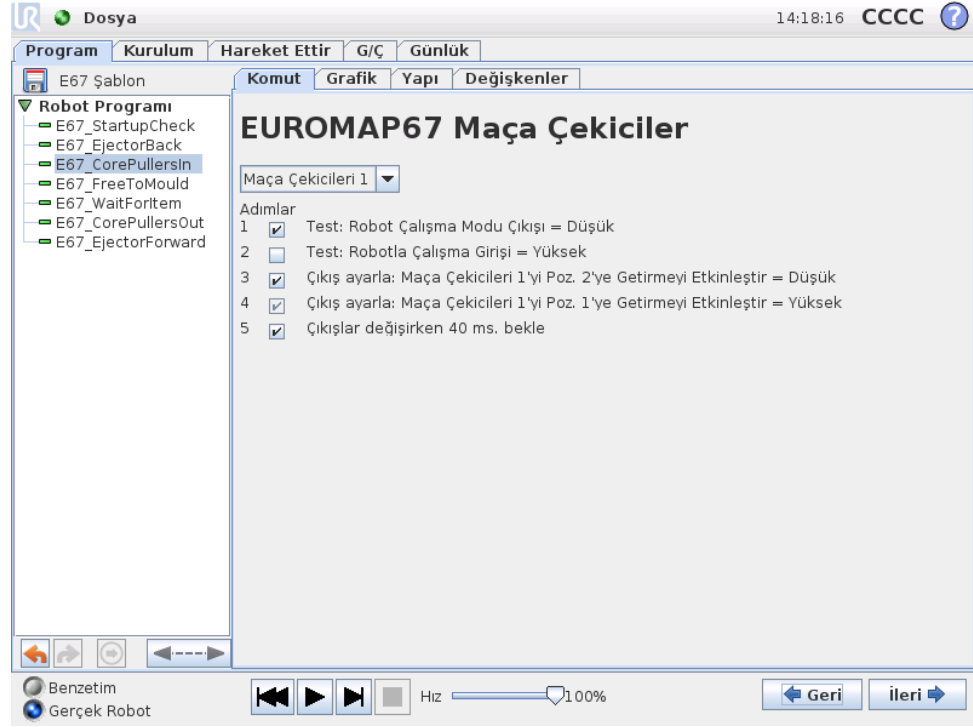 UR Dosya 14:18:16 CCCC ?
Program Kurulum Hareket Ettir G/Ç Günlük
E67 Şablon
Komut Grafik Yapı Değişkenler
Robot Programı
E67_StartupCheck
E67_EjectorBack
E67_CorePullersIn
E67_FreeToMould
E67_WaitForItem
E67_CorePullersOut
E67_EjectorForward
EUROMAP67 Maça Çekiciler
Maça Çekicileri 1
Adımlar
1 Test: Robot Çalışma Modu Çıkışı = Düşük
2 Test: Robotla Çalışma Girişi = Yüksek
3 Çıkış ayarla: Maça Çekicileri 1'yi Poz. 2'ye Getirmeyi Etkinleştir = Düşük
4 Çıkış ayarla: Maça Çekicileri 1'yi Poz. 1'ye Getirmeyi Etkinleştir = Yüksek
5 Çıkışlar değişirken 40 ms. bekle
Benzetim
Gerçek Robot
Hız 100%
Geri İleri